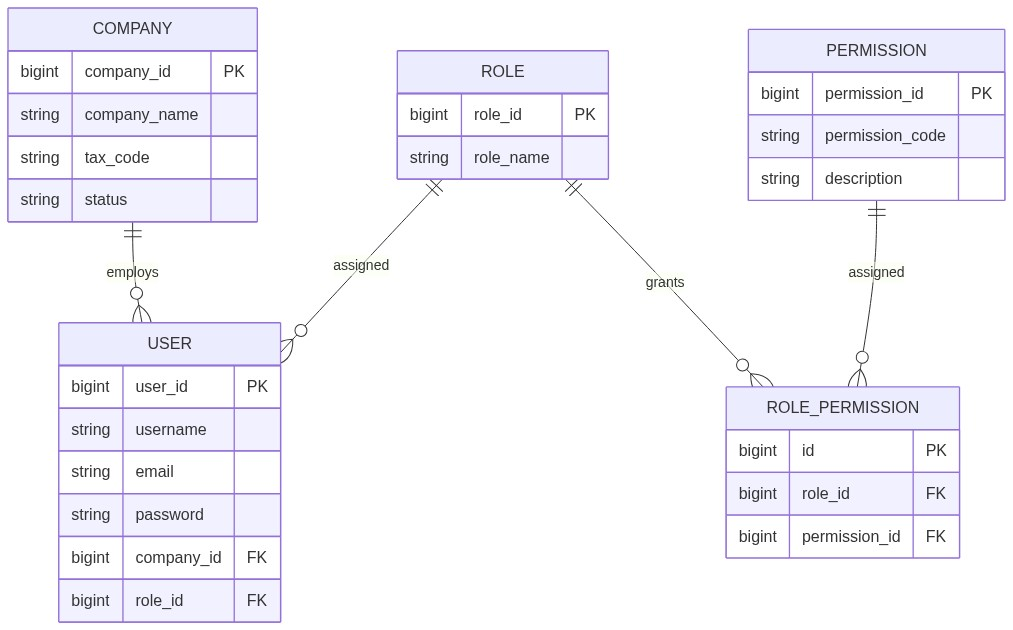 COMPANY
bigint company_id PK
string company_name
string tax_code
string status
ROLE
bigint role_id PK
string role_name
PERMISSION
bigint permission_id PK
string permission_code
string description
employs
assigned
grants
assigned
USER
bigint user_id PK
string username
string email
string password
bigint company_id FK
bigint role_id FK
ROLE_PERMISSION
bigint id PK
bigint role_id FK
bigint permission_id FK